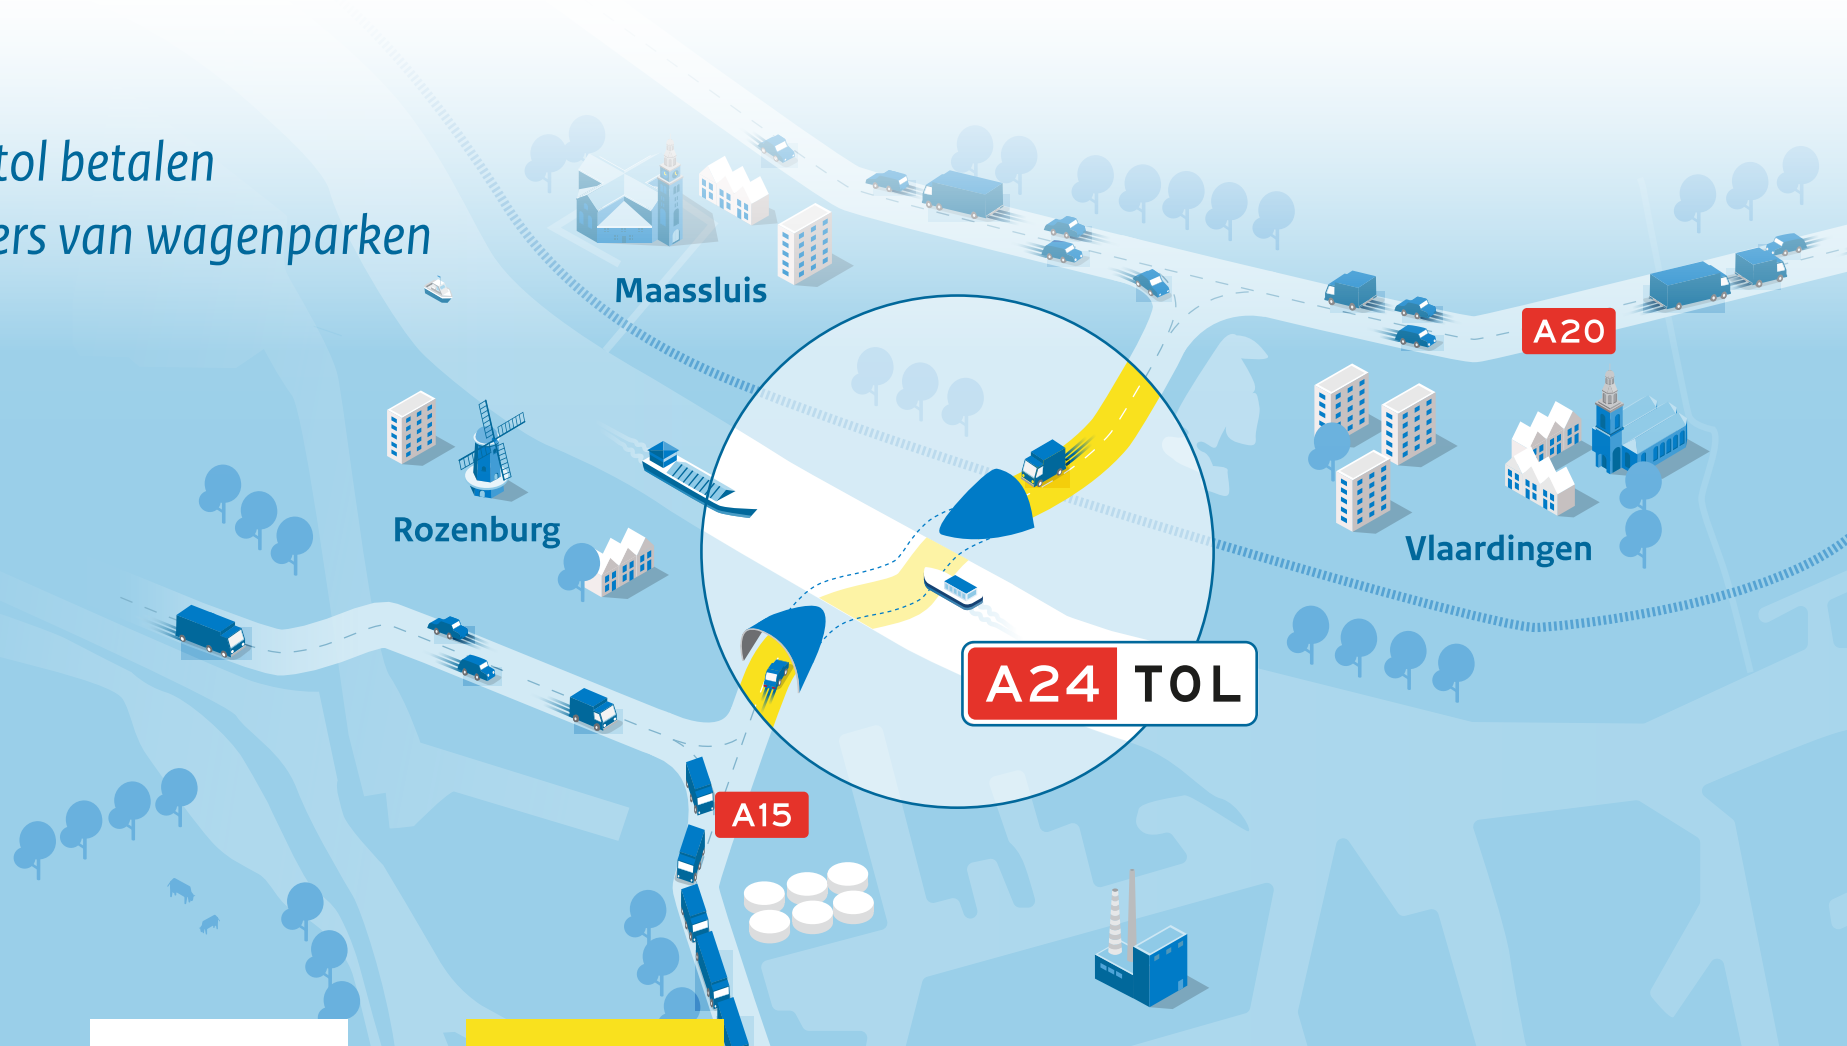 tol betalen
ers van wagenparken
Maassluis
A20
Rozenburg
Vlaardingen
A24 TOL
A15